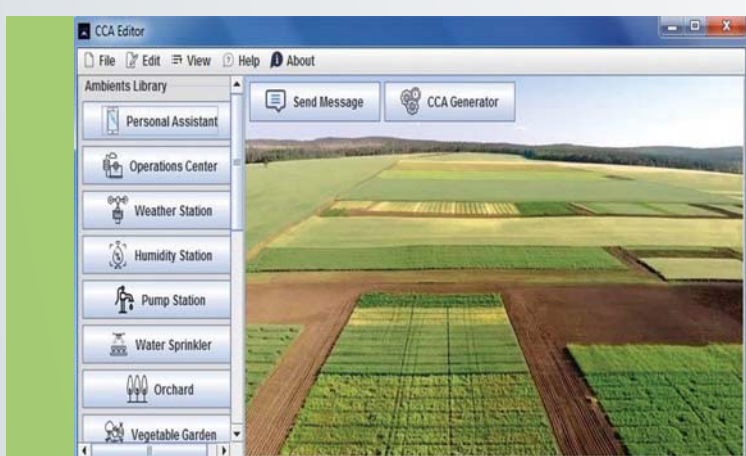 CCA Editor
File Edit View Help About
Ambients Library
Send Message CCA Generator
Personal Assistant
Operations Center
Weather Station
Humidity Station
Pump Station
Water Sprinkler
Orchard
Vegetable Garden